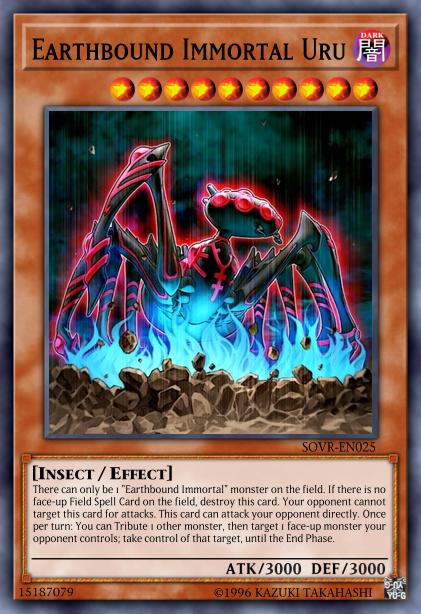 EARTHBOUND IMMORTAL URU
DARK
闇
SOVR-EN025
[INSECT / EFFECT]
There can only be 1 "Earthbound Immortal" monster on the field. If there is no
face-up Field Spell Card on the field, destroy this card. Your opponent cannot
target this card for attacks. This card can attack your opponent directly. Once
per turn: You can Tribute 1 other monster, then target 1 face-up monster your
opponent controls; take control of that target, until the End Phase.
ATK/3000 DEF/3000
15187079
©1996 KAZUKI TAKAHASHI